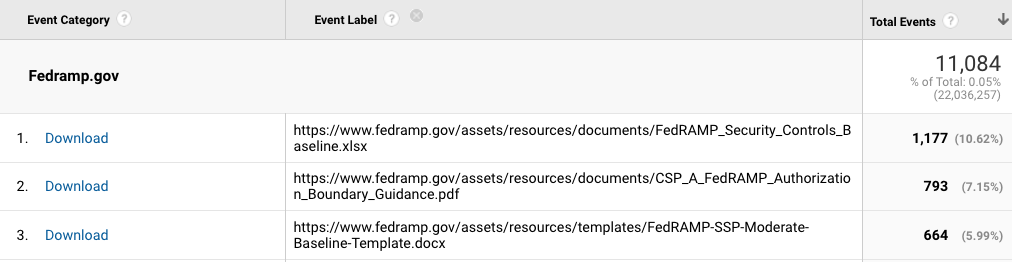 Event Category ? Event Label ? Total Events ?
Fedramp.gov
11,084
% of Total: 0.05%
(22,036,257)
1. Download https://www.fedramp.gov/assets/resources/documents/FedRAMP_Security_Controls_B
aseline.xlsx 1,177 (10.62%)
2. Download https://www.fedramp.gov/assets/resources/documents/CSP_A_FedRAMP_Authorizatio
n_Boundary_Guidance.pdf 793 (7.15%)
3. Download https://www.fedramp.gov/assets/resources/templates/FedRAMP-SSP-Moderate-
Baseline-Template.docx 664 (5.99%)